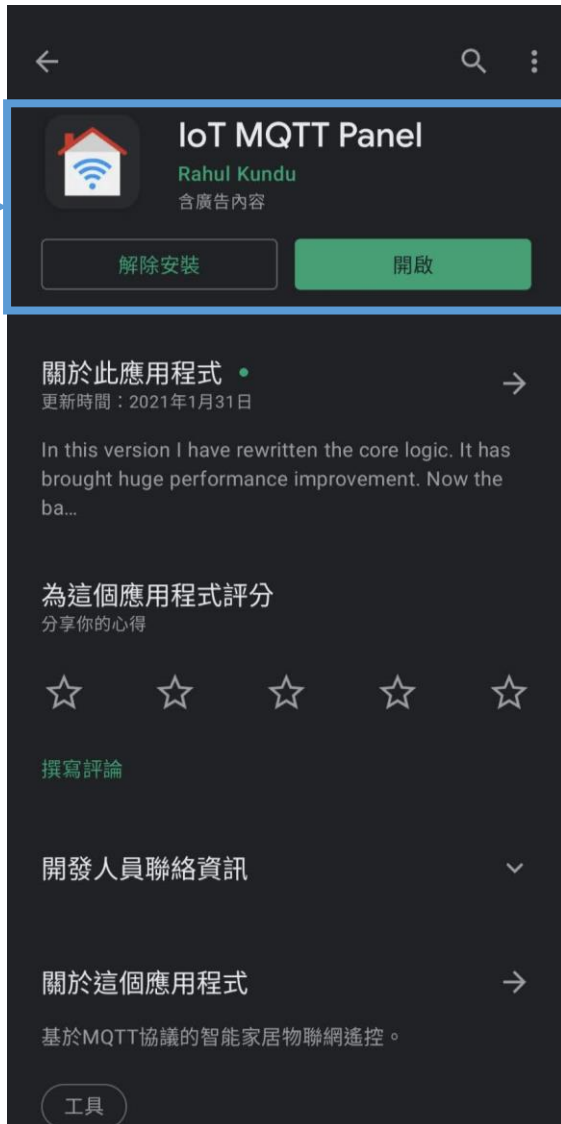 IoT MQTT Panel
Rahul Kundu
含廣告內容
解除安裝
開啟
關於此應用程式
更新時間：2021年1月31日
In this version I have rewritten the core logic. It has
brought huge performance improvement. Now the
ba…
為這個應用程式評分
分享你的心得
撰寫評論
開發人員聯絡資訊
關於這個應用程式
基於MQTT協議的智能家居物聯網遙控。
工具